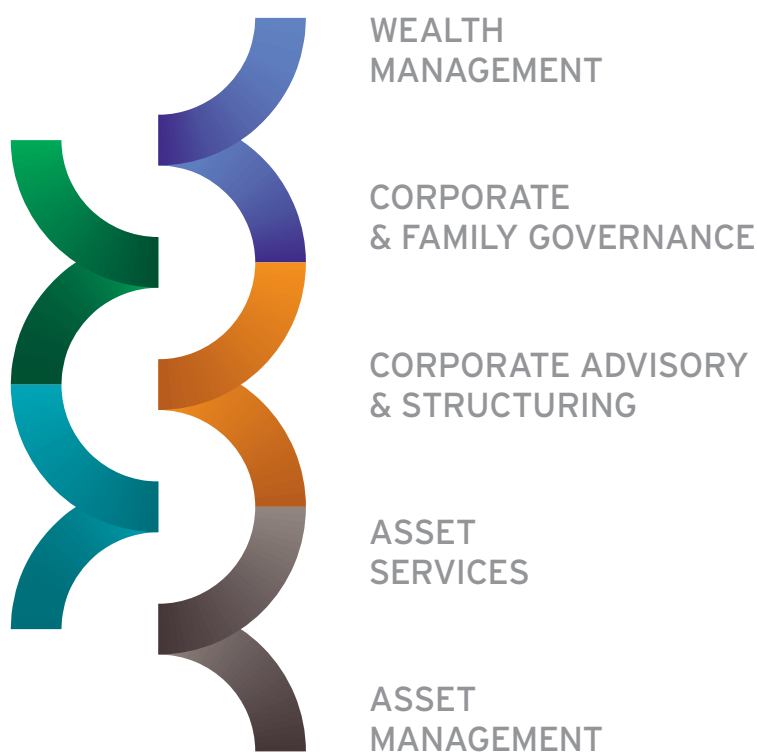 WEALTH
MANAGEMENT
CORPORATE
& FAMILY GOVERNANCE
CORPORATE ADVISORY
& STRUCTURING
ASSET
SERVICES
ASSET
MANAGEMENT